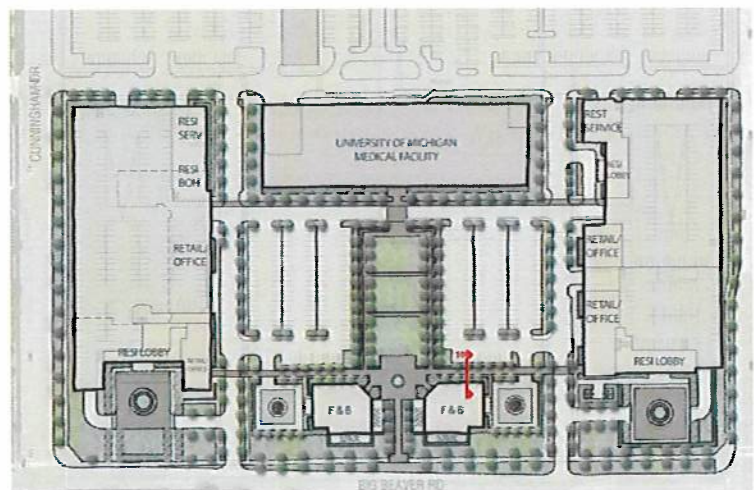 CUNNINGHAM DR
RESI
SERV
RESI
BOH
RETAIL/
OFFICE
RESI LOBBY
UNIVERSITY OF MICHIGAN
MEDICAL FACILITY
REST
SERVICE
RESI
LOBBY
RETAIL/
OFFICE
RETAIL/
OFFICE
RESI LOBBY
F & B
F & B
BIG BEAVER RD